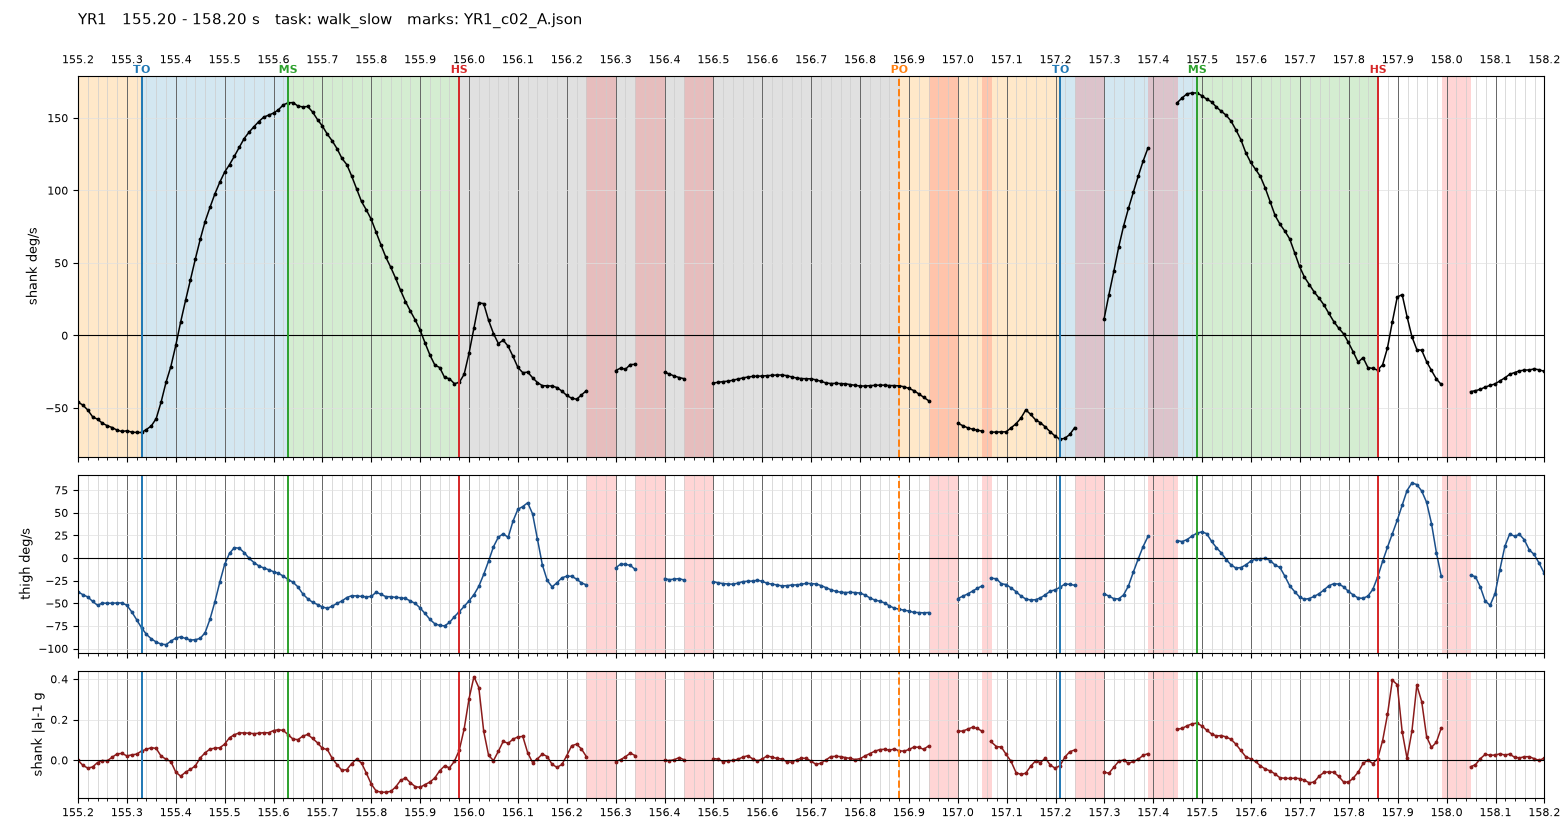 YR1   155.20 - 158.20 s   task: walk_slow   marks: YR1_c02_A.json
155.2 155.3 155.4 155.5 155.6 155.7 155.8 155.9 156.0 156.1 156.2 156.3 156.4 156.5 156.6 156.7 156.8 156.9 157.0 157.1 157.2 157.3 157.4 157.5 157.6 157.7 157.8 157.9 158.0 158.1 158.2
TO MS HS PO TO MS HS
150
100
50
0
−50
shank deg/s
75
50
25
0
−25
−50
−75
−100
thigh deg/s
0.4
0.2
0.0
shank |a|-1 g
155.2 155.3 155.4 155.5 155.6 155.7 155.8 155.9 156.0 156.1 156.2 156.3 156.4 156.5 156.6 156.7 156.8 156.9 157.0 157.1 157.2 157.3 157.4 157.5 157.6 157.7 157.8 157.9 158.0 158.1 158.2